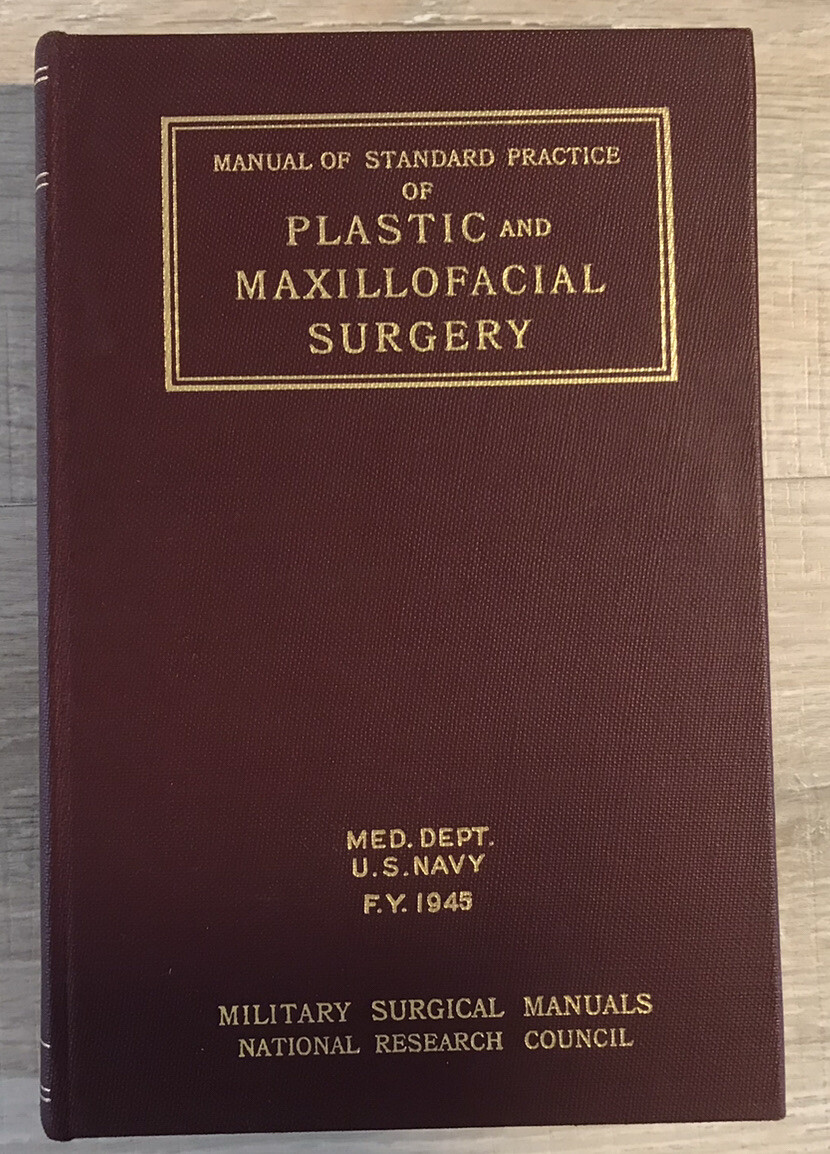 MANUAL OF STANDARD PRACTICE
OF
PLASTIC AND
MAXILLOFACIAL
SURGERY
MED. DEPT.
U.S. NAVY
F.Y. 1945
MILITARY SURGICAL MANUALS
NATIONAL RESEARCH COUNCIL